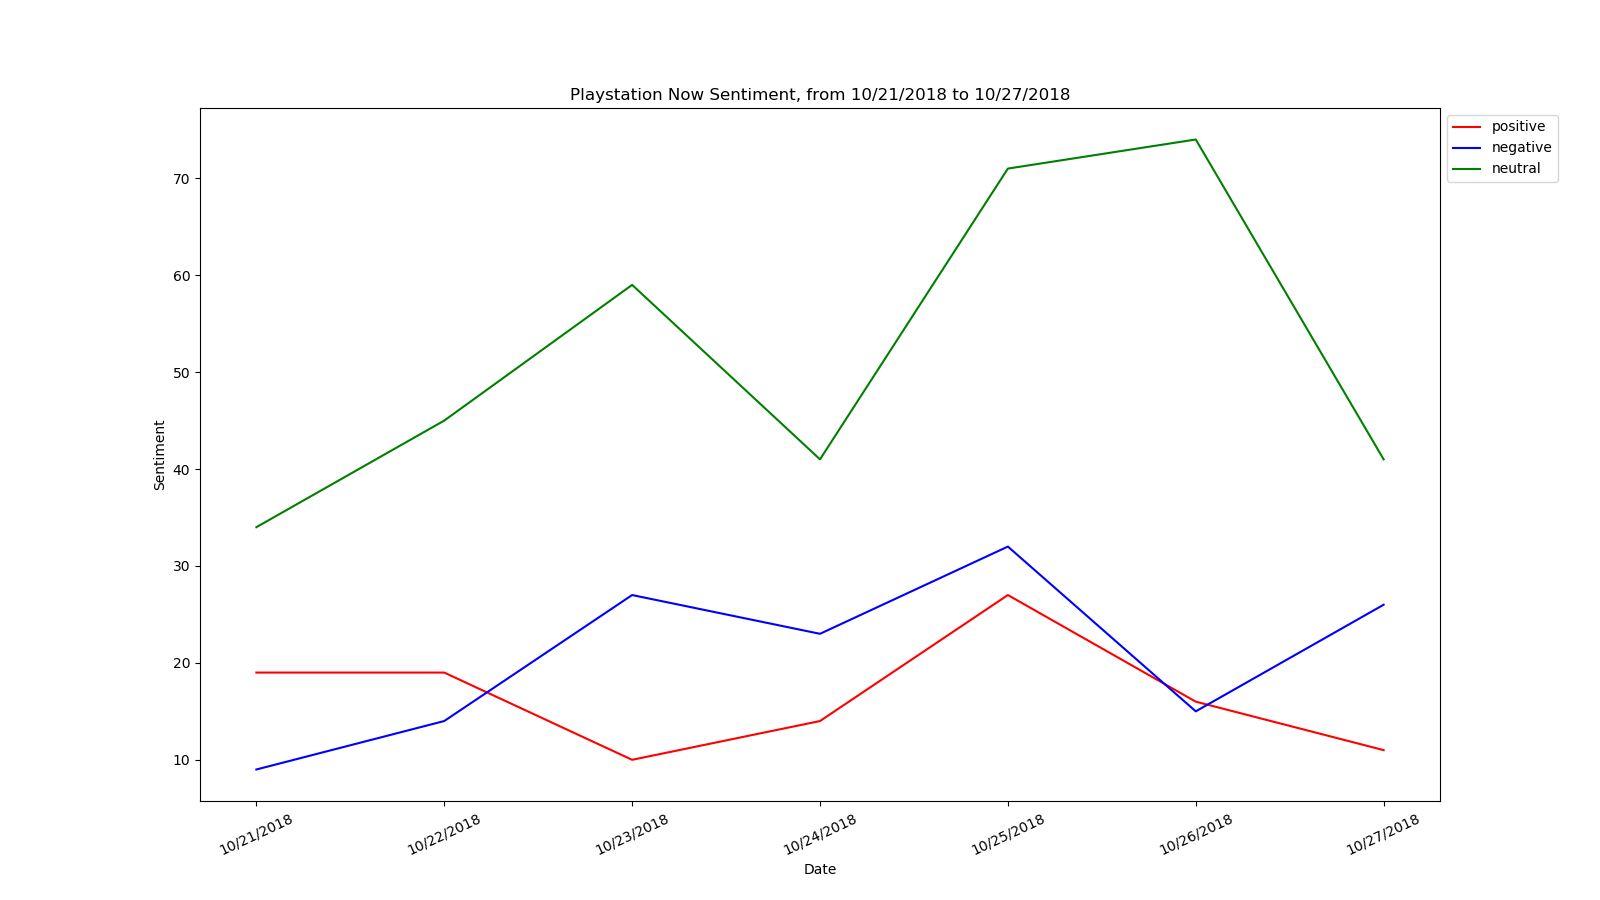 Playstation Now Sentiment, from 10/21/2018 to 10/27/2018
positive
negative
neutral
Sentiment
70
60
50
40
30
20
10
10/21/2018
10/22/2018
10/23/2018
10/24/2018
10/25/2018
10/26/2018
10/27/2018
Date